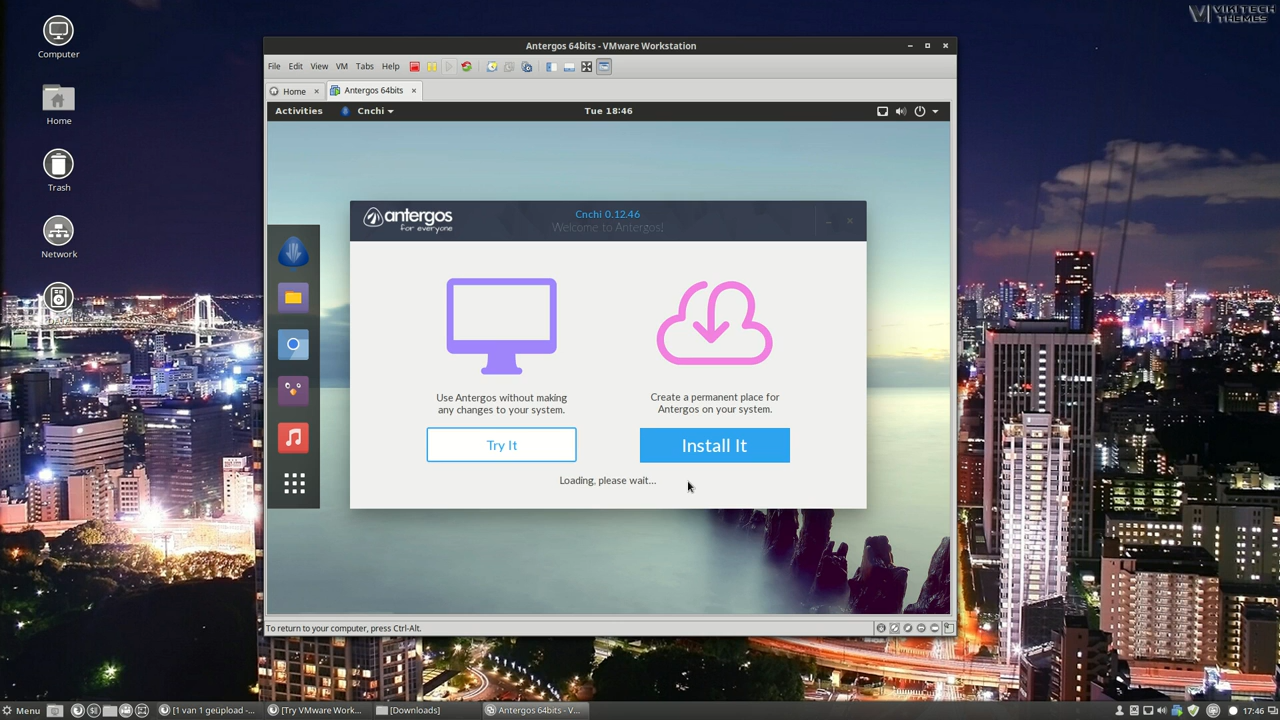 VIKITECH
THEMES
Computer
Home
Trash
Network
Antergos 64bits - VMware Workstation
File Edit View VM Tabs Help
Home
Antergos 64bits
Activities Cnchi Tue 18:46
antergos
for everyone
Cnchi 0.12.46
Welcome to Antergos!
Use Antergos without making
any changes to your system.
Try It
Create a permanent place for
Antergos on your system.
Install It
Loading, please wait...
To return to your computer, press Ctrl-Alt.
Menu [1 van 1 geüpload -... [Try VMware Work... [Downloads] Antergos 64bits - V... 17:46